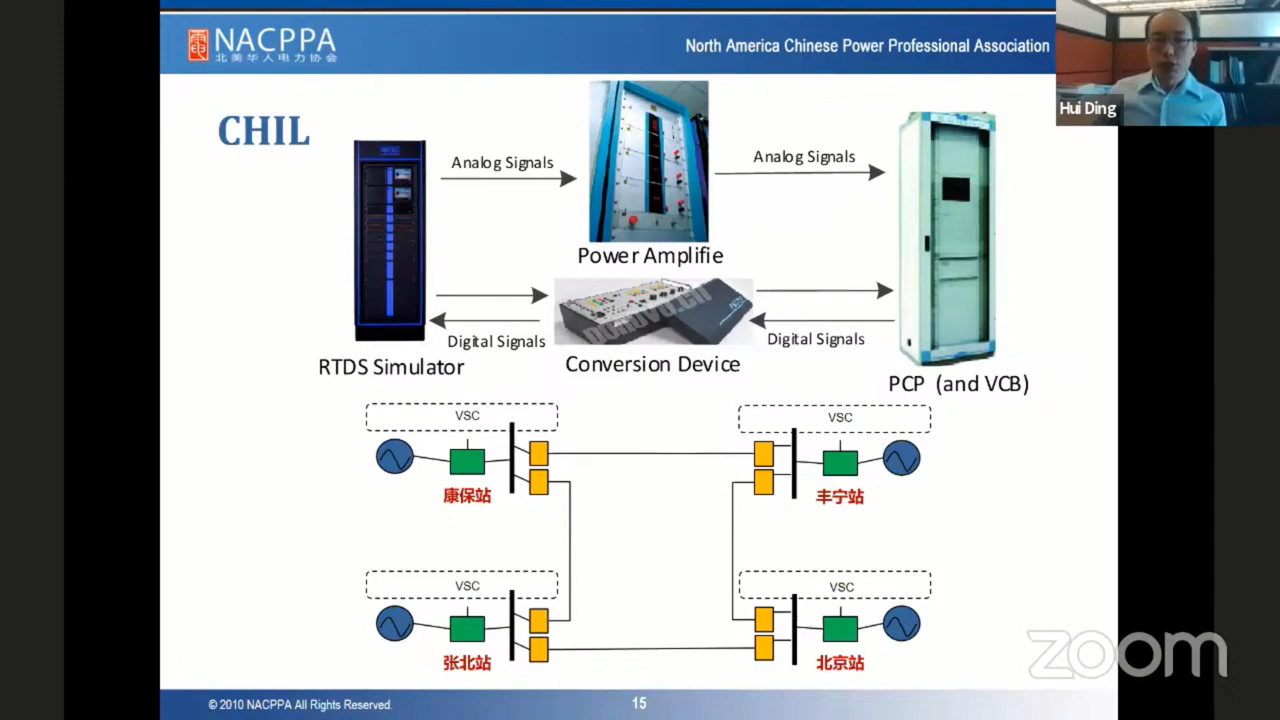 NACPPA
北美华人电力协会
North America Chinese Power Professional Association
Hui Ding
CHIL
Analog Signals
Analog Signals
Power Amplifie
Digital Signals
Digital Signals
RTDS Simulator
Conversion Device
PCP (and VCB)
VSC
VSC
康保站
丰宁站
VSC
VSC
张北站
北京站
zoom
© 2010 NACPPA All Rights Reserved.
15